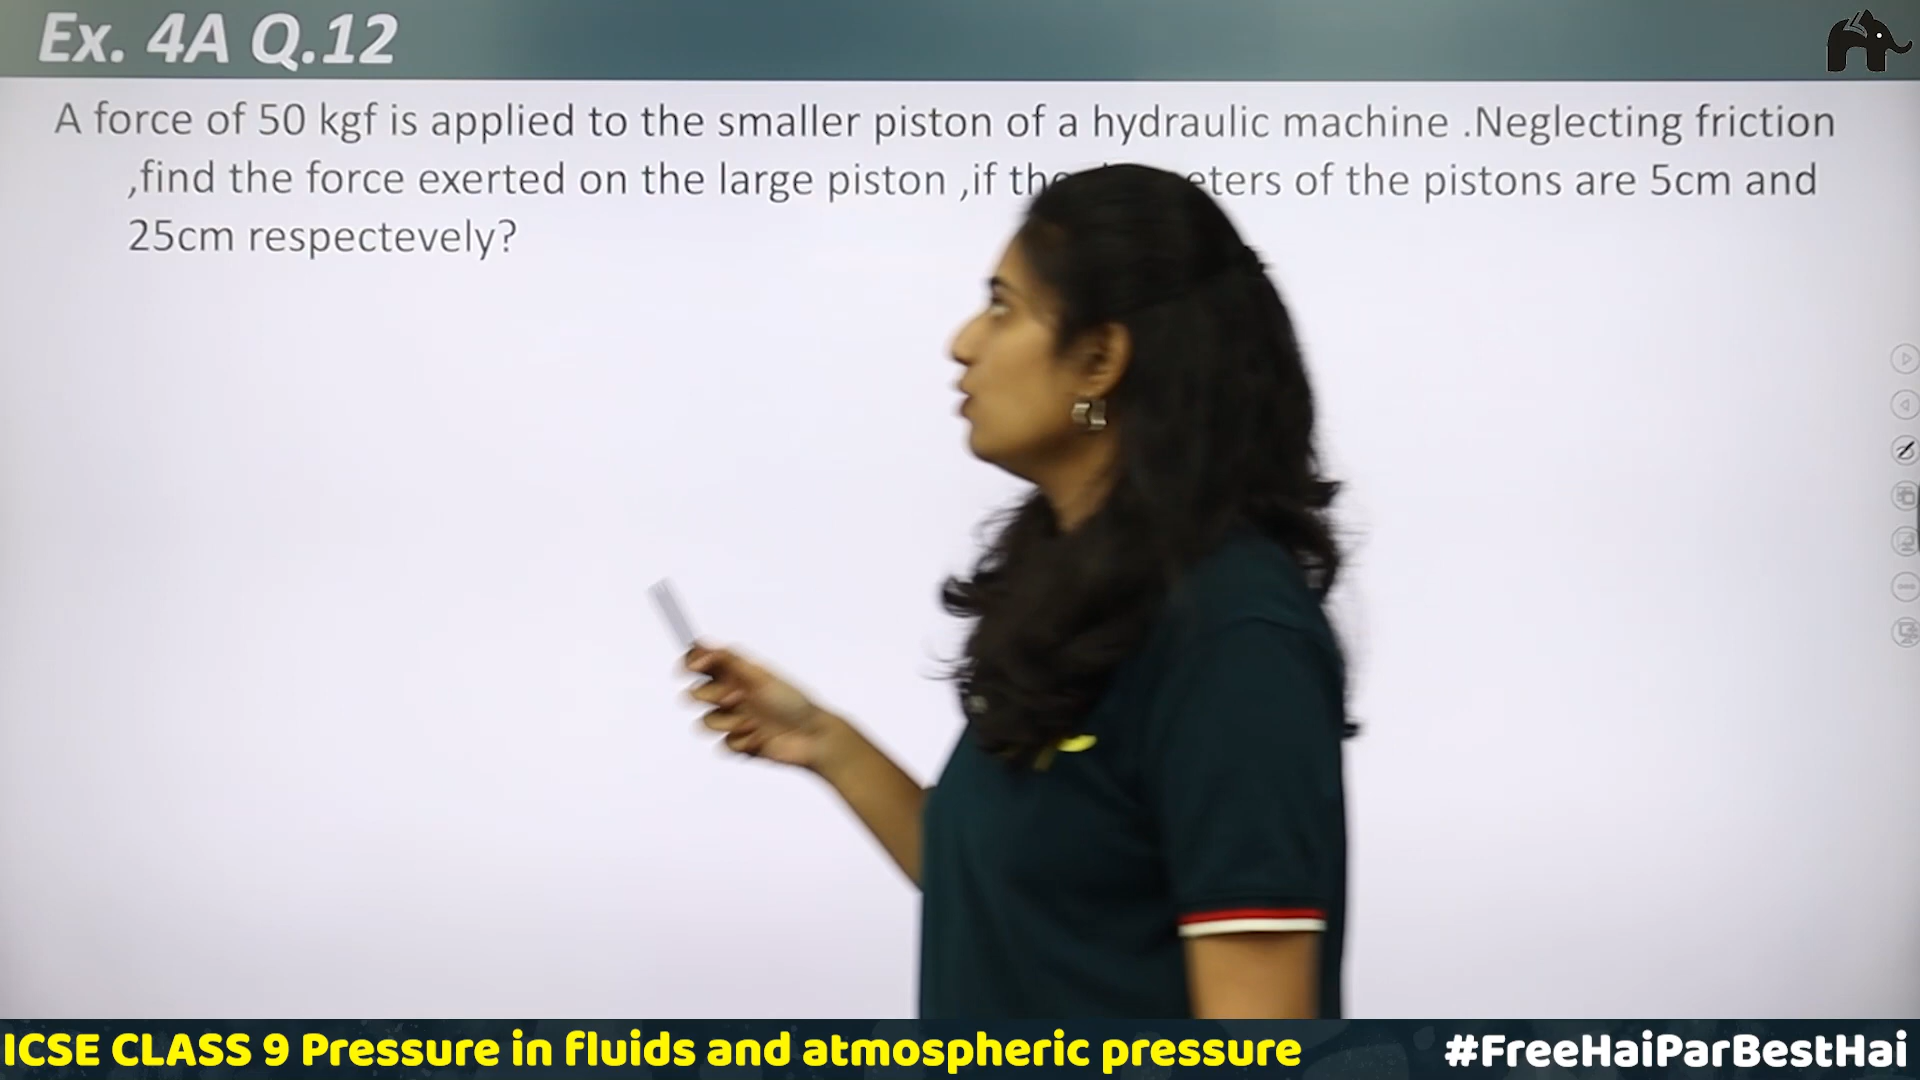 Ex. 4A Q.12
A force of 50 kgf is applied to the smaller piston of a hydraulic machine .Neglecting friction
,find the force exerted on the large piston ,if eters of the pistons are 5cm and
25cm respectevely?
ICSE CLASS 9 Pressure in fluids and atmospheric pressure
#FreeHaiParBestHai